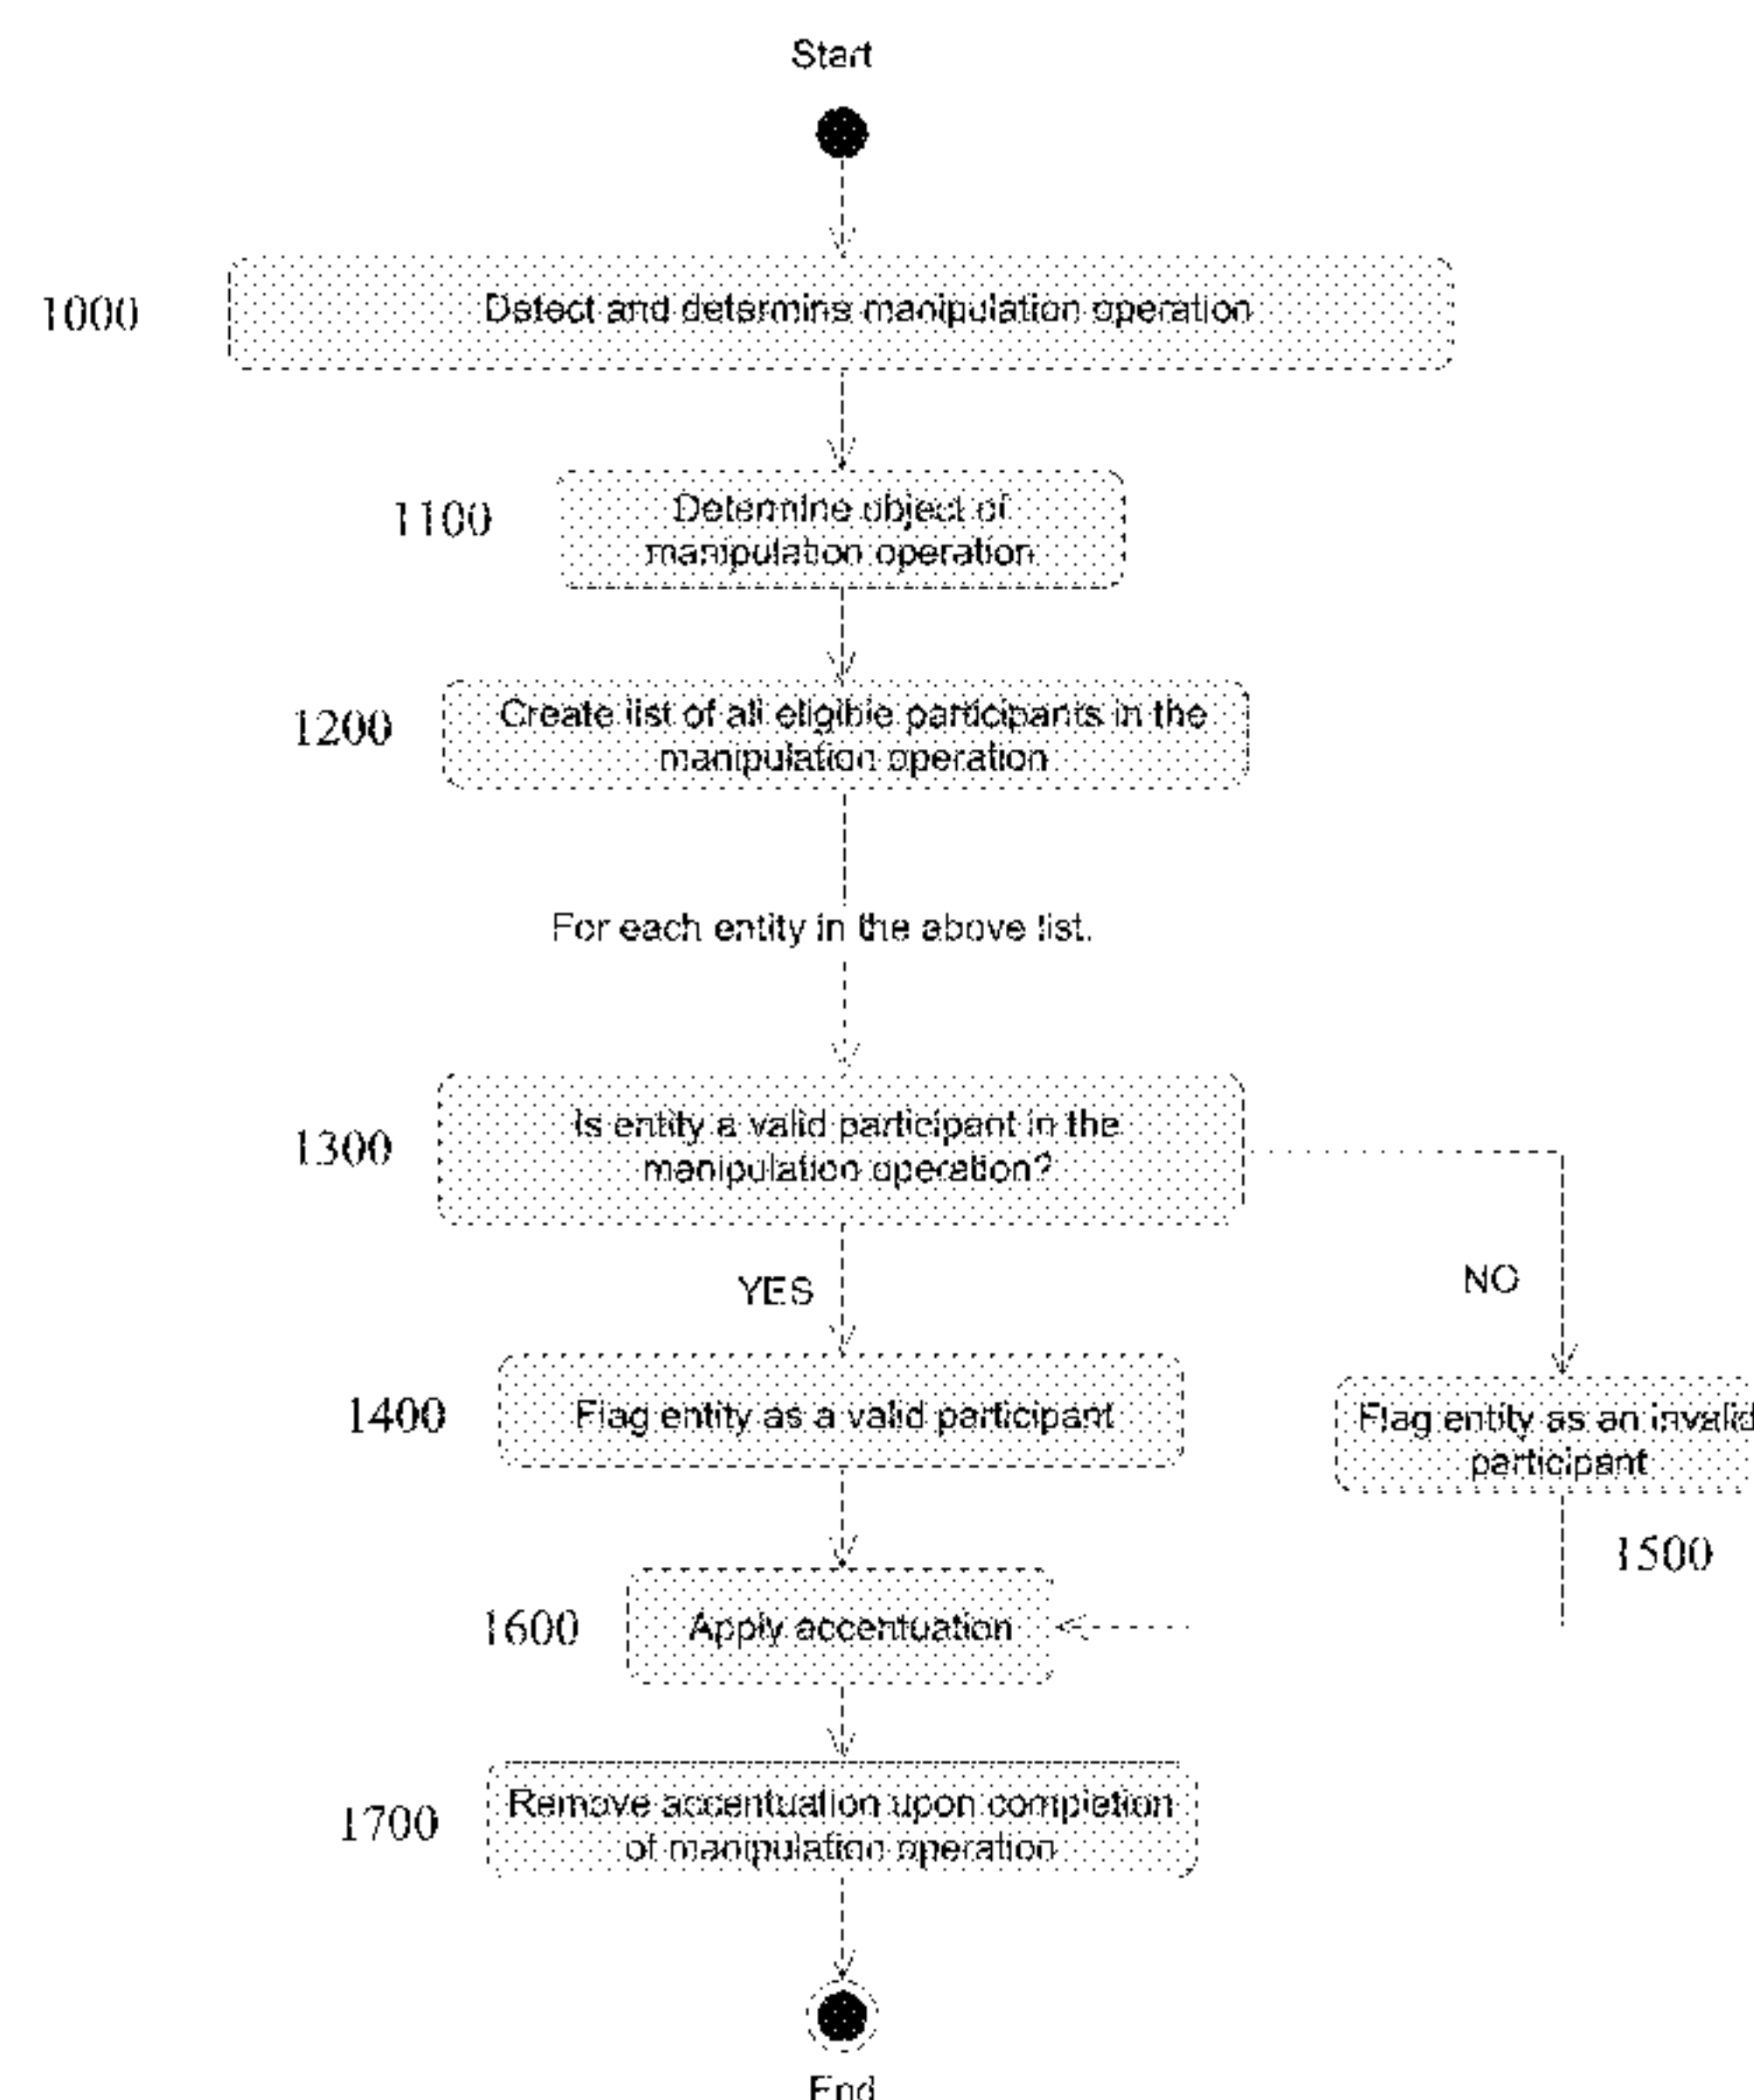 Start
1000
Detect and determine manipulation operation
1100
Determine object of
manipulation operation
1200
Create list of all eligible participants in the
manipulation operation
For each entity in the above list.
1300
Is entity a valid participant in the
manipulation operation?
YES
NO
1400
Flag entity as a valid participant
Flag entity as an invalid
participant
1500
1600
Apply accentuation
1700
Remove accentuation upon completion
of manipulation operation
End